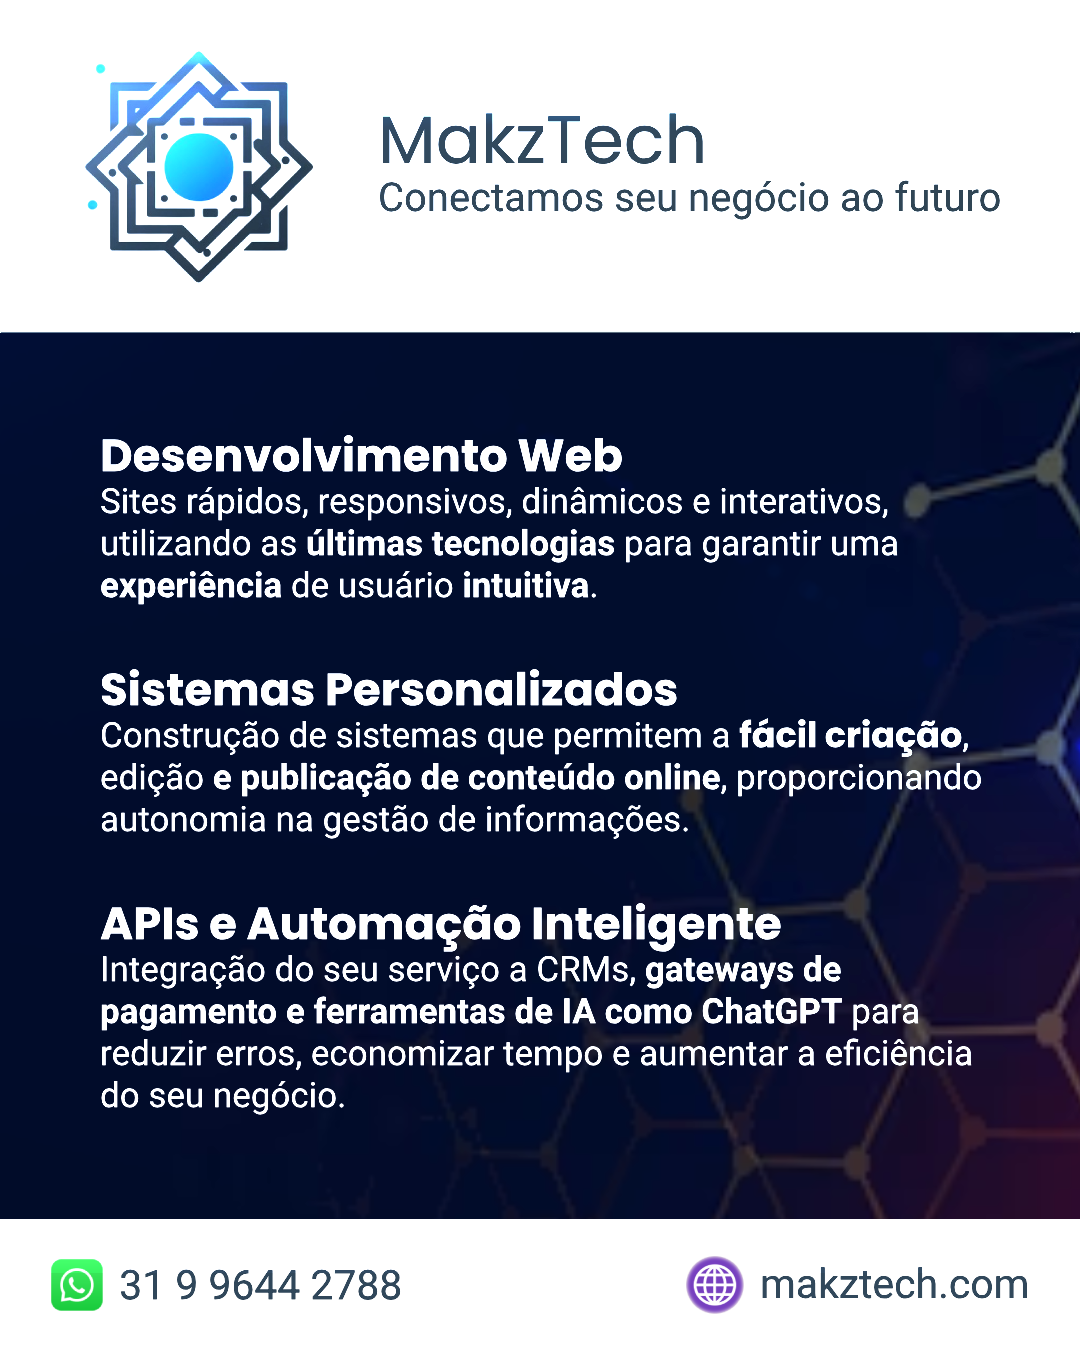 MakzTech
Conectamos seu negócio ao futuro
Desenvolvimento Web
Sites rápidos, responsivos, dinâmicos e interativos,
utilizando as últimas tecnologias para garantir uma
experiência de usuário intuitiva.
Sistemas Personalizados
Construção de sistemas que permitem a fácil criação,
edição e publicação de conteúdo online, proporcionando
autonomia na gestão de informações.
APIs e Automação Inteligente
Integração do seu serviço a CRMs, gateways de
pagamento e ferramentas de IA como ChatGPT para
reduzir erros, economizar tempo e aumentar a eficiência
do seu negócio.
31 9 9644 2788
makztech.com